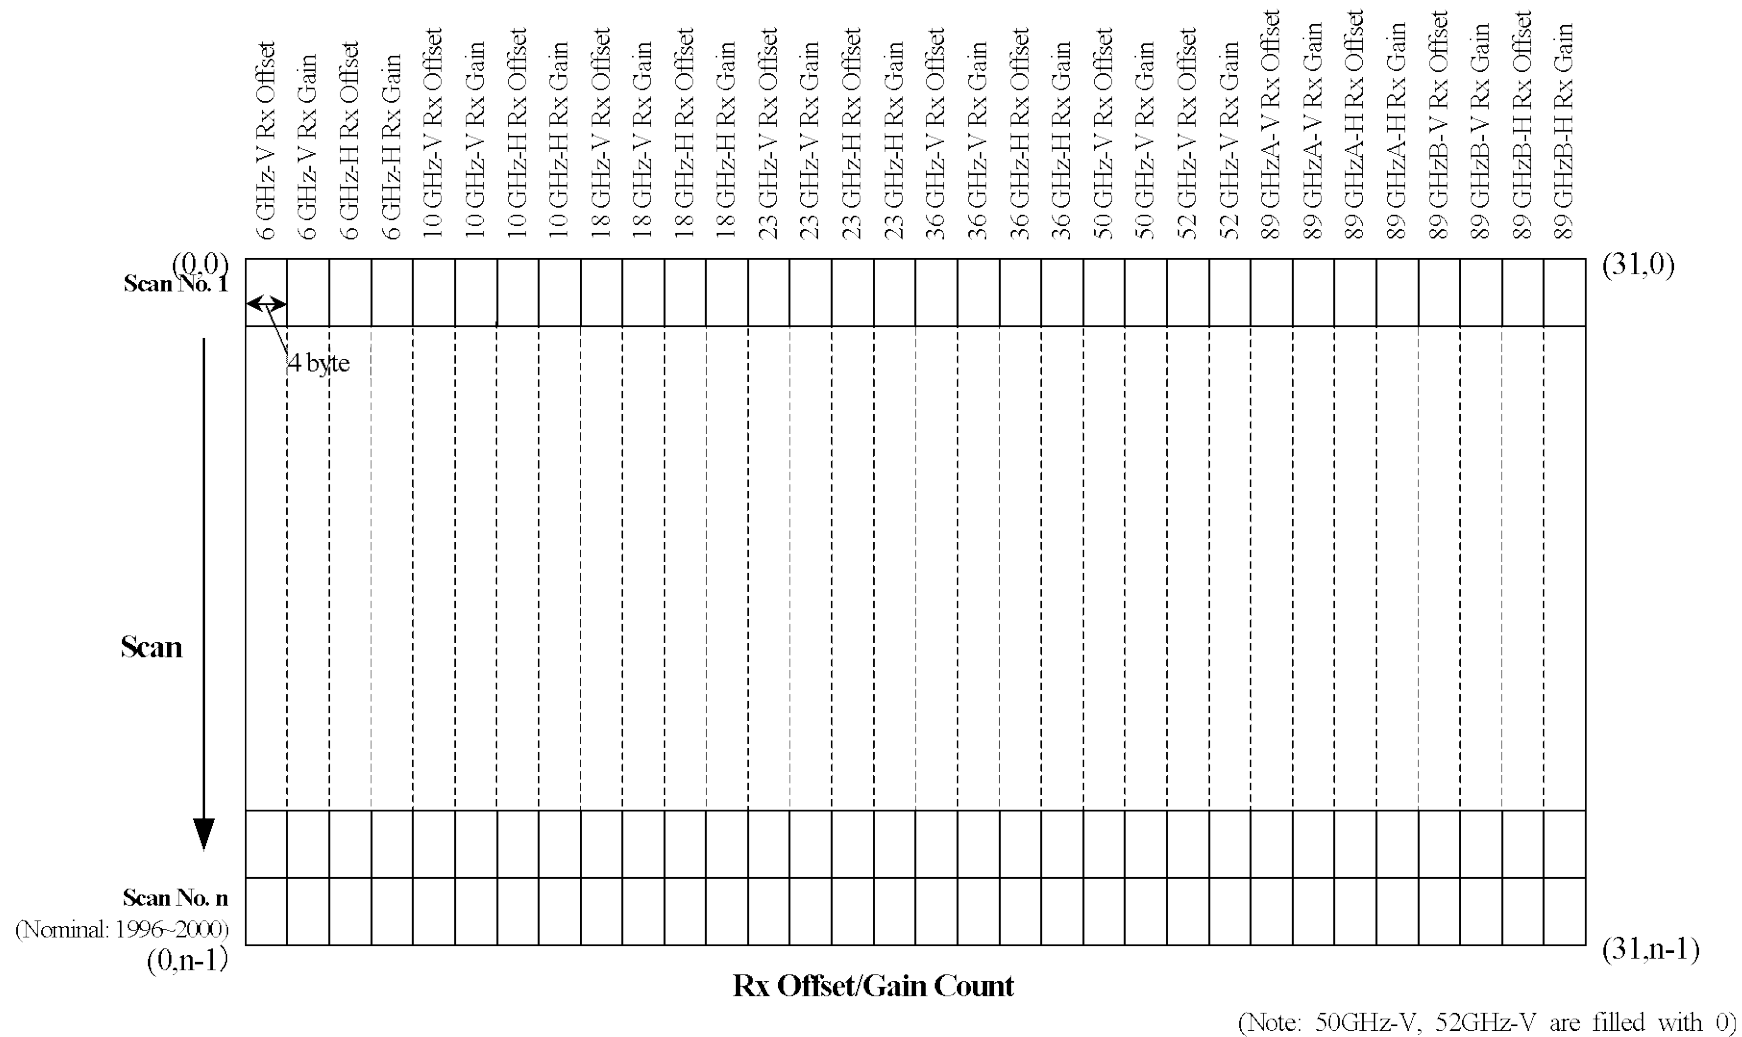 6 GHz-V Rx Offset
6 GHz-V Rx Gain
6 GHz-H Rx Offset
6 GHz-H Rx Gain
10 GHz-V Rx Offset
10 GHz-V Rx Gain
10 GHz-H Rx Offset
10 GHz-H Rx Gain
18 GHz-V Rx Offset
18 GHz-V Rx Gain
18 GHz-H Rx Offset
18 GHz-H Rx Gain
23 GHz-V Rx Offset
23 GHz-V Rx Gain
23 GHz-H Rx Offset
23 GHz-H Rx Gain
36 GHz-V Rx Offset
36 GHz-V Rx Gain
36 GHz-H Rx Offset
36 GHz-H Rx Gain
50 GHz-V Rx Offset
50 GHz-V Rx Gain
52 GHz-V Rx Offset
52 GHz-V Rx Gain
89 GHzA-V Rx Offset
89 GHzA-V Rx Gain
89 GHzA-H Rx Offset
89 GHzA-H Rx Gain
89 GHzB-V Rx Offset
89 GHzB-V Rx Gain
89 GHzB-H Rx Offset
89 GHzB-H Rx Gain
(0,0)
(31,0)
Scan No. 1
4 byte
Scan
Scan No. n
(Nominal: 1996~2000)
(0,n-1)
(31,n-1)
Rx Offset/Gain Count
(Note: 50GHz-V, 52GHz-V are filled with 0)